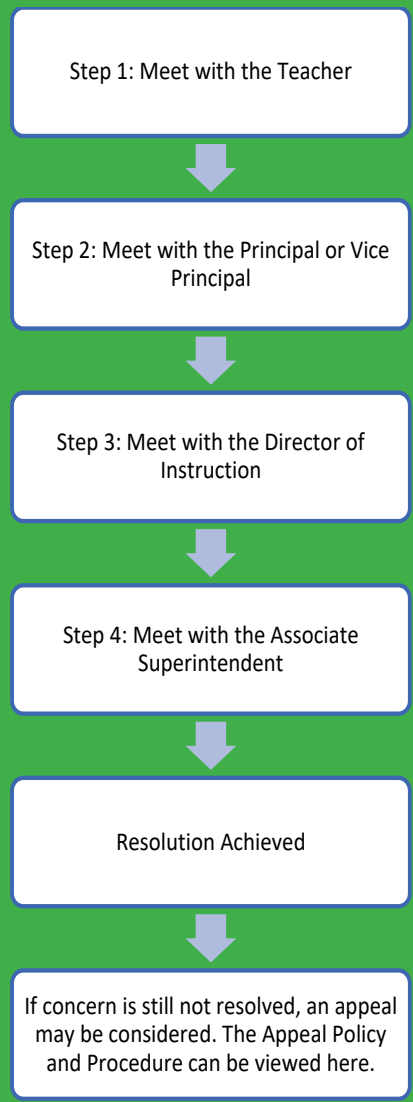 Step 1: Meet with the Teacher
Step 2: Meet with the Principal or Vice
Principal
Step 3: Meet with the Director of
Instruction
Step 4: Meet with the Associate
Superintendent
Resolution Achieved
If concern is still not resolved, an appeal
may be considered. The Appeal Policy
and Procedure can be viewed here.